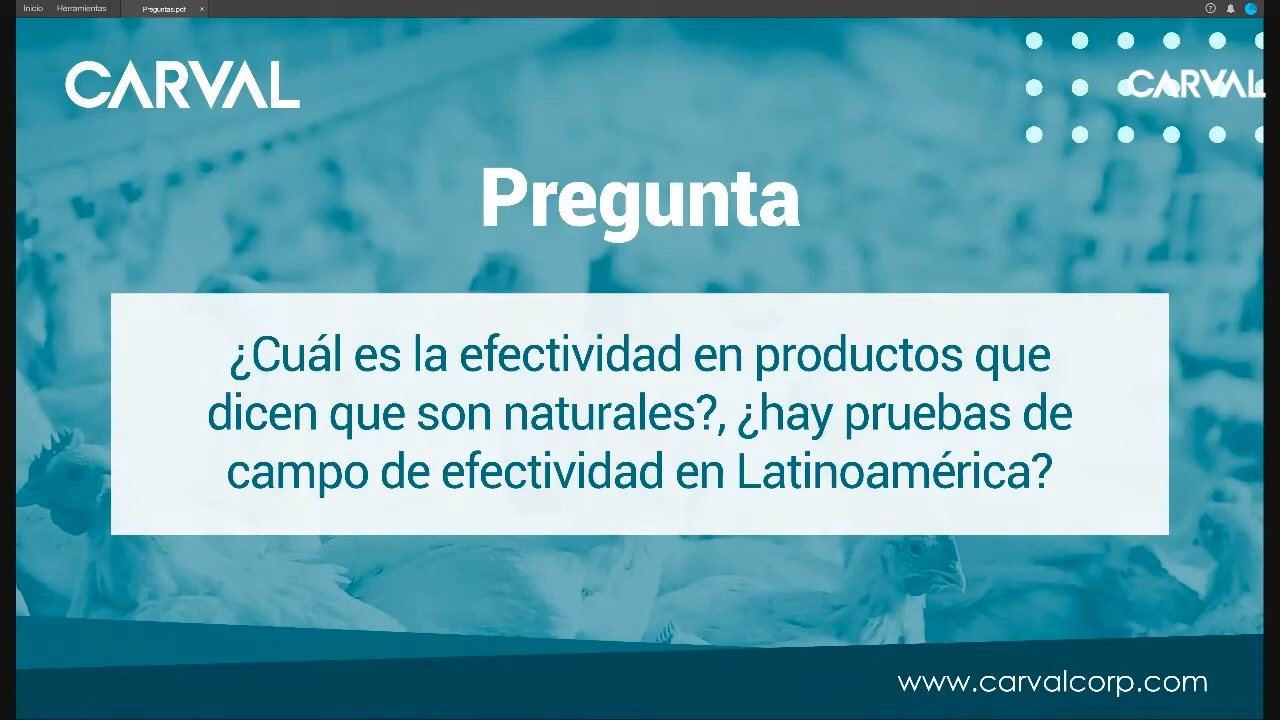 Inicio Herramientas Preguntas.pdf ×
CARVAL
CARVAL
Pregunta
¿Cuál es la efectividad en productos que
dicen que son naturales?, ¿hay pruebas de
campo de efectividad en Latinoamérica?
www.carvalcorp.com